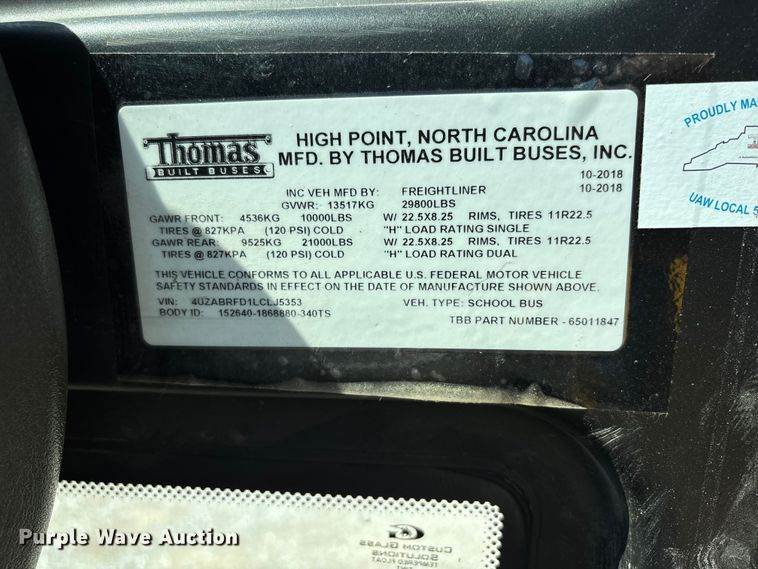 Thomas
BUILT BUSES
HIGH POINT, NORTH CAROLINA
MFD. BY THOMAS BUILT BUSES, INC.
10-2018
INC VEH MFD BY: FREIGHTLINER 10-2018
GVWR: 13517KG 29800LBS
GAWR FRONT: 4536KG 10000LBS W/ 22.5X8.25 RIMS, TIRES 11R22.5
TIRES @ 827KPA (120 PSI) COLD "H" LOAD RATING SINGLE
GAWR REAR: 9525KG 21000LBS W/ 22.5X8.25 RIMS, TIRES 11R22.5
TIRES @ 827KPA (120 PSI) COLD "H" LOAD RATING DUAL
THIS VEHICLE CONFORMS TO ALL APPLICABLE U.S. FEDERAL MOTOR VEHICLE
SAFETY STANDARDS IN EFFECT ON THE DATE OF MANUFACTURE SHOWN ABOVE.
VIN: 4UZABRFD1LCLJ5353 VEH. TYPE: SCHOOL BUS
BODY ID: 152640-1868880-340TS TBB PART NUMBER - 65011847
PROUDLY MA
UAW LOCAL 5
CUSTOM GLASS
SOLUTIONS
TEMPERED FLOAT
Purple Wave Auction